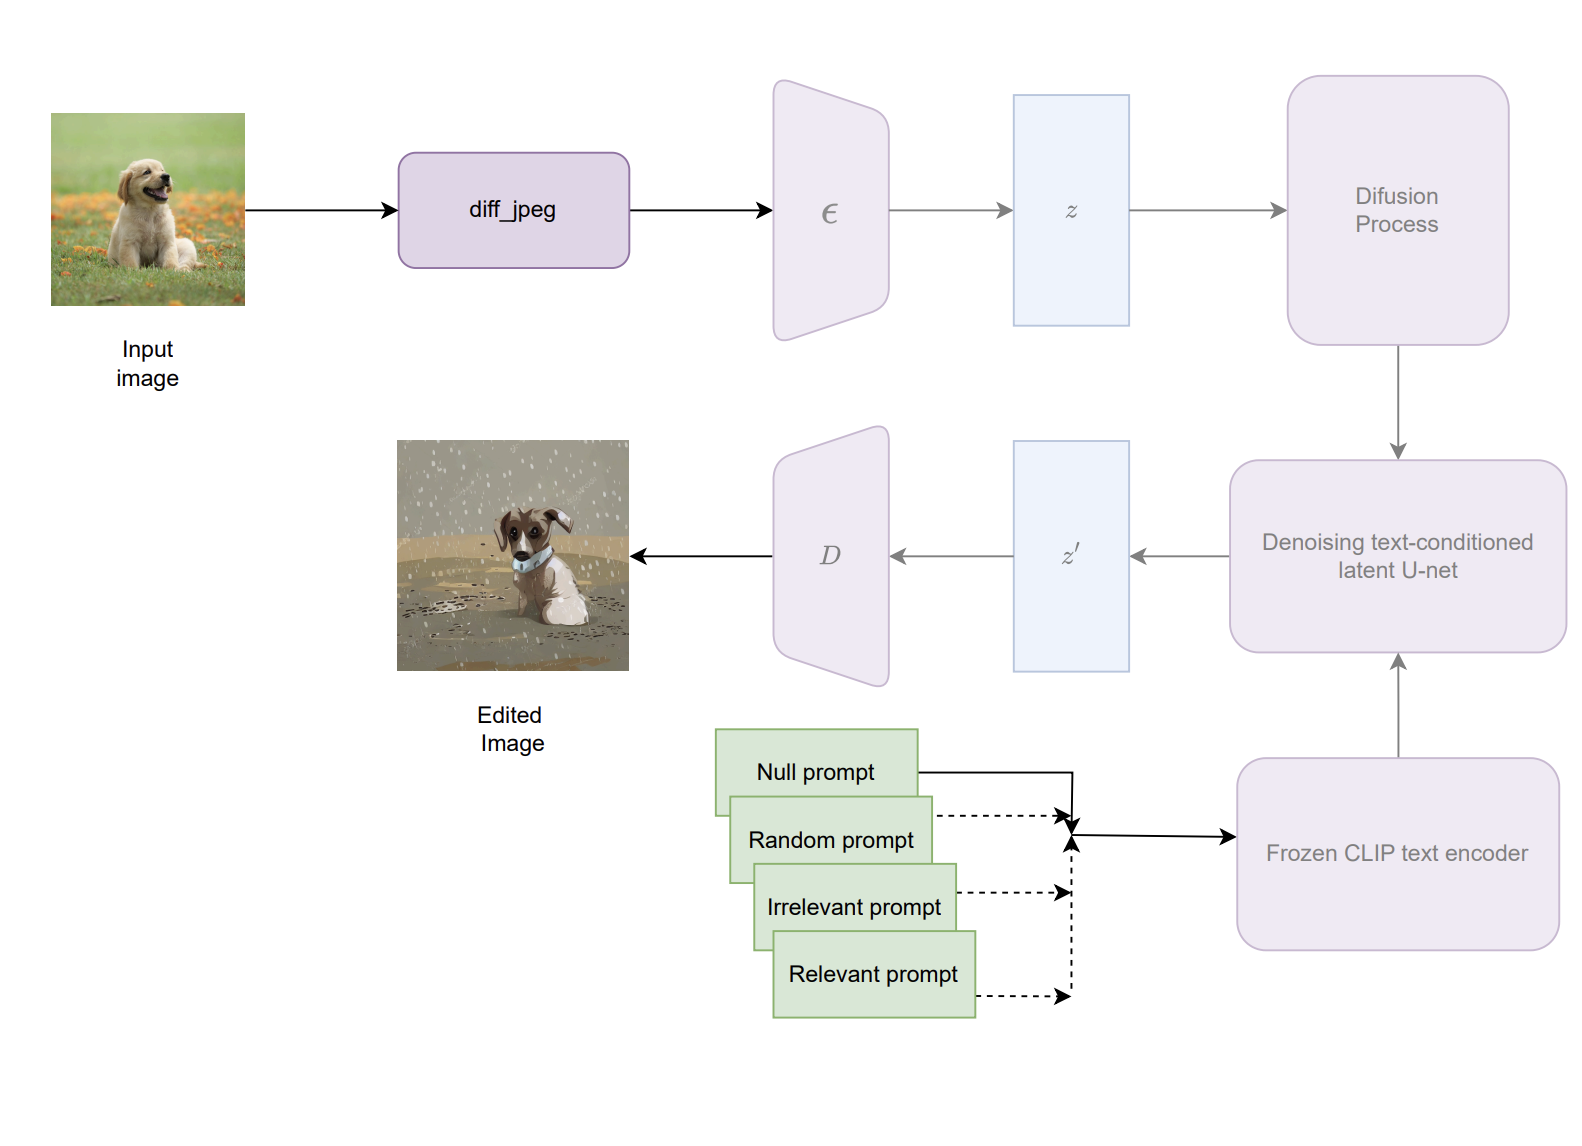 diff_jpeg
ϵ
z
Difusion
Process
Input
image
D
z′
Denoising text-conditioned
latent U-net
Edited
Image
Null prompt
Random prompt
Irrelevant prompt
Relevant prompt
Frozen CLIP text encoder